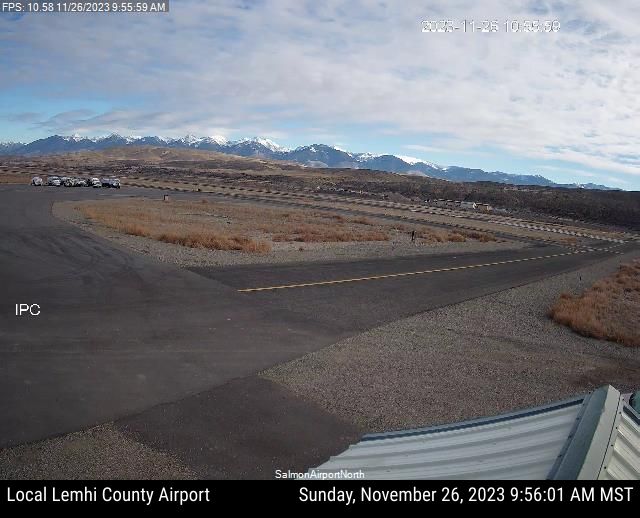 FPS: 10.58 11/26/2023 9:55:59 AM
2023-11-26 10:55:59
IPC
SalmonAirportNorth
Local Lemhi County Airport
Sunday, November 26, 2023 9:56:01 AM MST